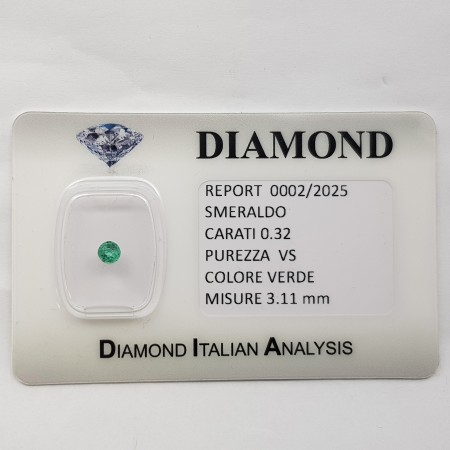 DIAMOND
REPORT 0002/2025
SMERALDO
CARATI 0.32
PUREZZA VS
COLORE VERDE
MISURE 3.11 mm
DIAMOND ITALIAN ANALYSIS